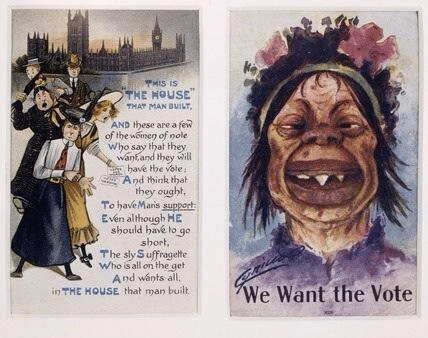 THIS IS
"THE HOUSE"
THAT MAN BUILT,
AND these are a few
of the women of note
Who say that they
want, and they will
have the vote;
And think that
they ought,
To have Man's support:
Even although HE
should have to go
short,
The sly Suffragette
Who is all on the get
And wants all,
in THE HOUSE that man built.
We Want the Vote